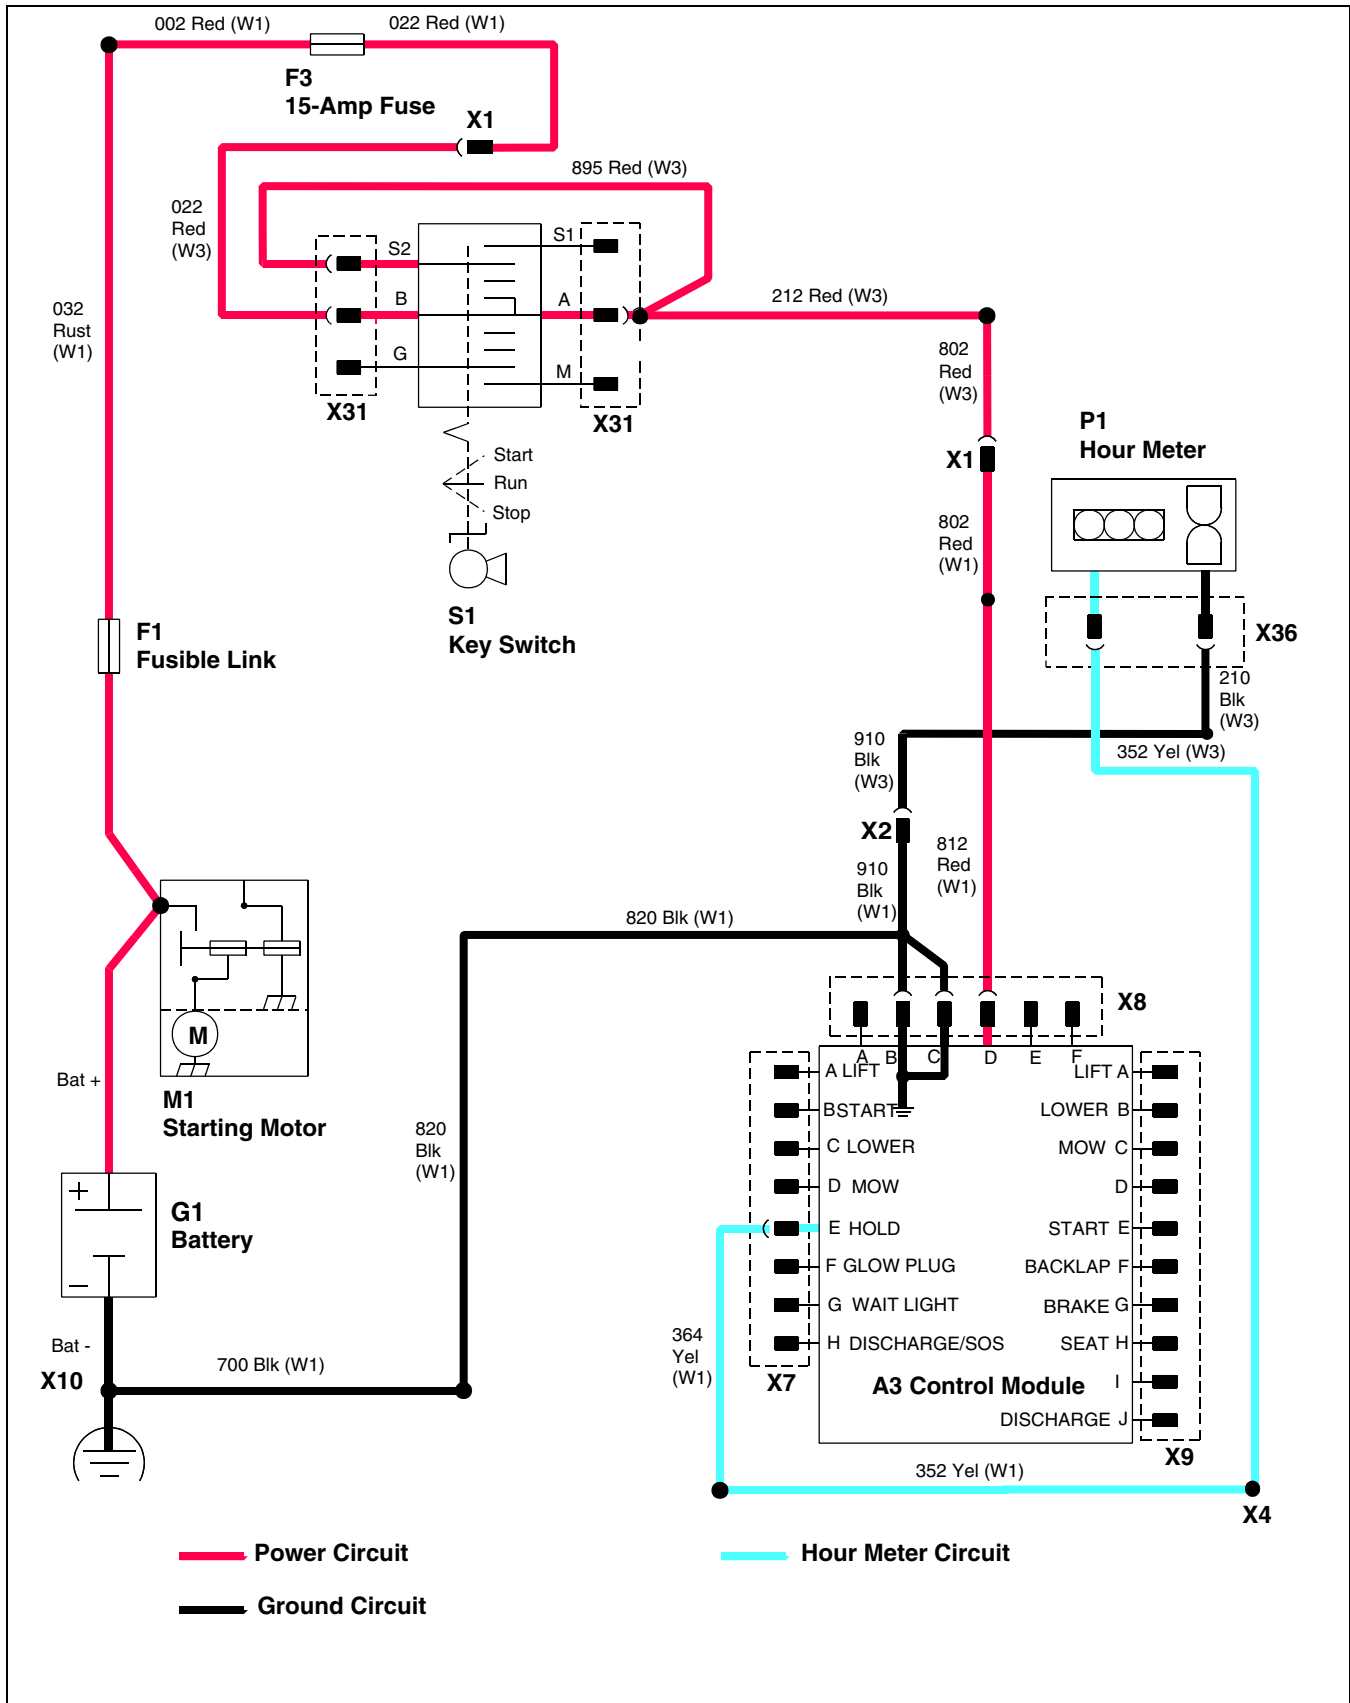 002 Red (W1)
022 Red (W1)
F3
15-Amp Fuse
X1
895 Red (W3)
022
Red
(W3)
S2
S1
B
A
212 Red (W3)
G
M
X31
X31
032
Rust
(W1)
802
Red
(W3)
Start
Run
Stop
X1
P1
Hour Meter
802
Red
(W1)
S1
Key Switch
F1
Fusible Link
X36
210
Blk
(W3)
910
Blk
(W3)
352 Yel (W3)
X2
812
Red
(W1)
910
Blk
(W1)
820 Blk (W1)
M
Bat +
M1
Starting Motor
X8
A B C D E F
A LIFT
B START
C LOWER
D MOW
E HOLD
F GLOW PLUG
G WAIT LIGHT
H DISCHARGE/SOS
LIFT A
LOWER B
MOW C
D
START E
BACKLAP F
BRAKE G
SEAT H
I
DISCHARGE J
A3 Control Module
X7
X9
820
Blk
(W1)
+
–
G1
Battery
Bat -
X10
700 Blk (W1)
364
Yel
(W1)
352 Yel (W1)
X4
Power Circuit
Hour Meter Circuit
Ground Circuit